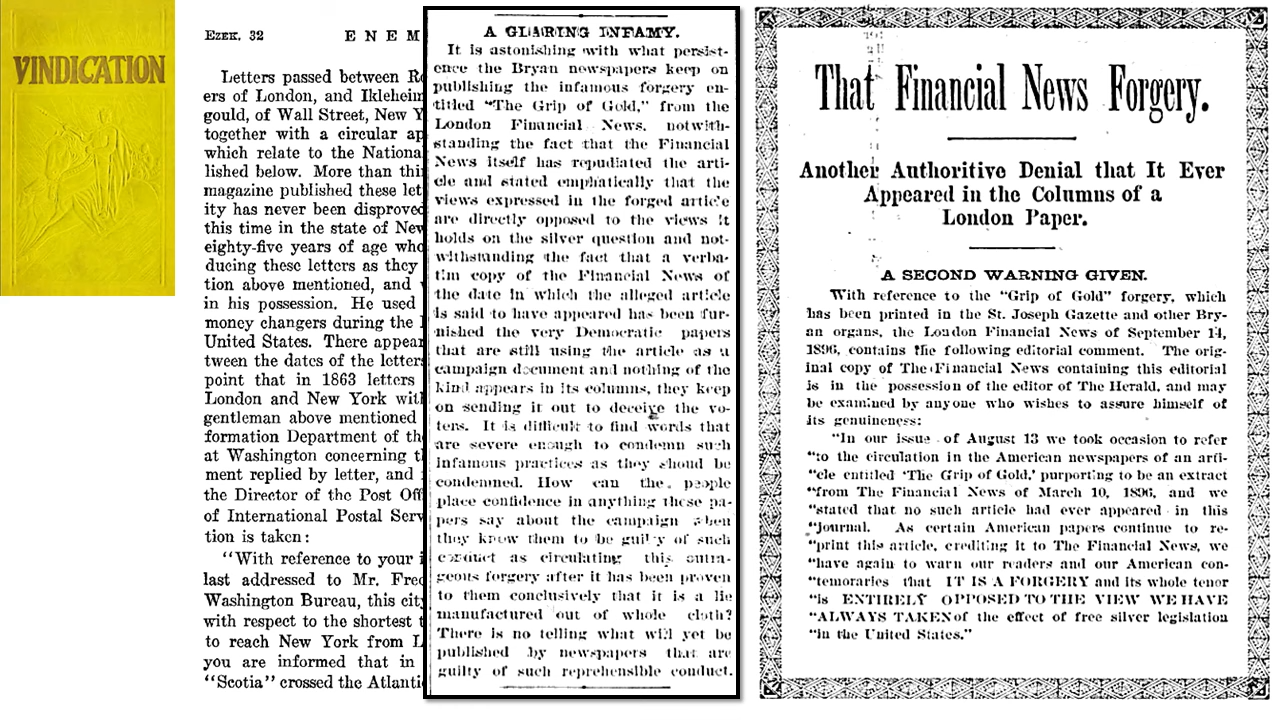 VINDICATION
EZEK. 32 ENEM
Letters passed between Ro
ers of London, and Ikleheim
gould, of Wall Street, New Y
together with a circular ap
which relate to the National
lished below. More than thir
magazine published these let
ity has never been disproved
this time in the state of New
eighty-five years of age who
ducing these letters as they
tion above mentioned, and
in his possession. He used
money changers during the
United States. There appear
tween the dates of the letters
point that in 1863 letters
London and New York with
gentleman above mentioned
formation Department of the
at Washington concerning t
ment replied by letter, and
the Director of the Post Off
of International Postal Serv
tion is taken:
"With reference to your i
last addressed to Mr. Fred
Washington Bureau, this city
with respect to the shortest t
to reach New York from L
you are informed that in
"Scotia" crossed the Atlantic
A GLARING INFAMY.
It is astonishing with what persist-
ence the Bryan newspapers keep on
publishing the infamous forgery en-
titled "The Grip of Gold," from the
London Financial News, notwith-
standing the fact that the Financial
News itself has repudiated the arti-
cle and stated emphatically that the
views expressed in the forged article
are directly opposed to the views it
holds on the silver question and not-
withstanding the fact that a verba-
tim copy of the Financial News of
the date in which the alleged article
is said to have appeared has been fur-
nished the very Democratic papers
that are still using the article as a
campaign document and nothing of the
kind appears in its columns, they keep
on sending it out to deceive the vo-
ters. It is difficult to find words that
are severe enough to condemn such
infamous practices as they shoud be
condemned. How can the people
place confidence in anything these pa-
pers say about the campaign when
they know them to be guilty of such
conduct as circulating this outra-
geous forgery after it has been proven
to them conclusively that it is a lie
manufactured out of whole cloth?
There is no telling what will yet be
published by newspapers that are
guilty of such reprehensible conduct.
That Financial News Forgery.
Another Authoritive Denial that It Ever
Appeared in the Columns of a
London Paper.
A SECOND WARNING GIVEN.
With reference to the "Grip of Gold" forgery, which
has been printed in the St. Joseph Gazette and other Bry-
an organs, the London Financial News of September 14,
1896, contains the following editorial comment. The orig-
inal copy of The Financial News containing this editorial
is in the possession of the editor of The Herald, and may
be examined by anyone who wishes to assure himself of
its genuineness:
"In our issue of August 13 we took occasion to refer
"to the circulation in the American newspapers of an arti-
"cle entitled 'The Grip of Gold,' purporting to be an extract
"from The Financial News of March 10, 1896, and we
"stated that no such article had ever appeared in this
"journal. As certain American papers continue to re-
"print this article, crediting it to The Financial News, we
"have again to warn our readers and our American con-
"temoraries that IT IS A FORGERY and its whole tenor
"is ENTIRELY OPPOSED TO THE VIEW WE HAVE
"ALWAYS TAKEN of the effect of free silver legislation
"in the United States."